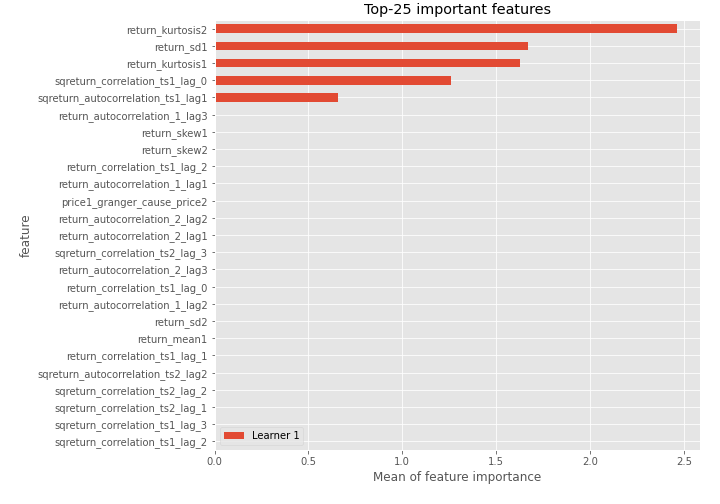 Top-25 important features
return_kurtosis2
return_sd1
return_kurtosis1
sqreturn_correlation_ts1_lag_0
sqreturn_autocorrelation_ts1_lag1
return_autocorrelation_1_lag3
return_skew1
return_skew2
return_correlation_ts1_lag_2
return_autocorrelation_1_lag1
price1_granger_cause_price2
return_autocorrelation_2_lag2
return_autocorrelation_2_lag1
sqreturn_correlation_ts2_lag_3
return_autocorrelation_2_lag3
return_correlation_ts1_lag_0
return_autocorrelation_1_lag2
return_sd2
return_mean1
return_correlation_ts1_lag_1
sqreturn_autocorrelation_ts2_lag2
sqreturn_correlation_ts2_lag_2
sqreturn_correlation_ts2_lag_1
sqreturn_correlation_ts1_lag_3
sqreturn_correlation_ts1_lag_2
feature
Learner 1
0.0 0.5 1.0 1.5 2.0 2.5
Mean of feature importance